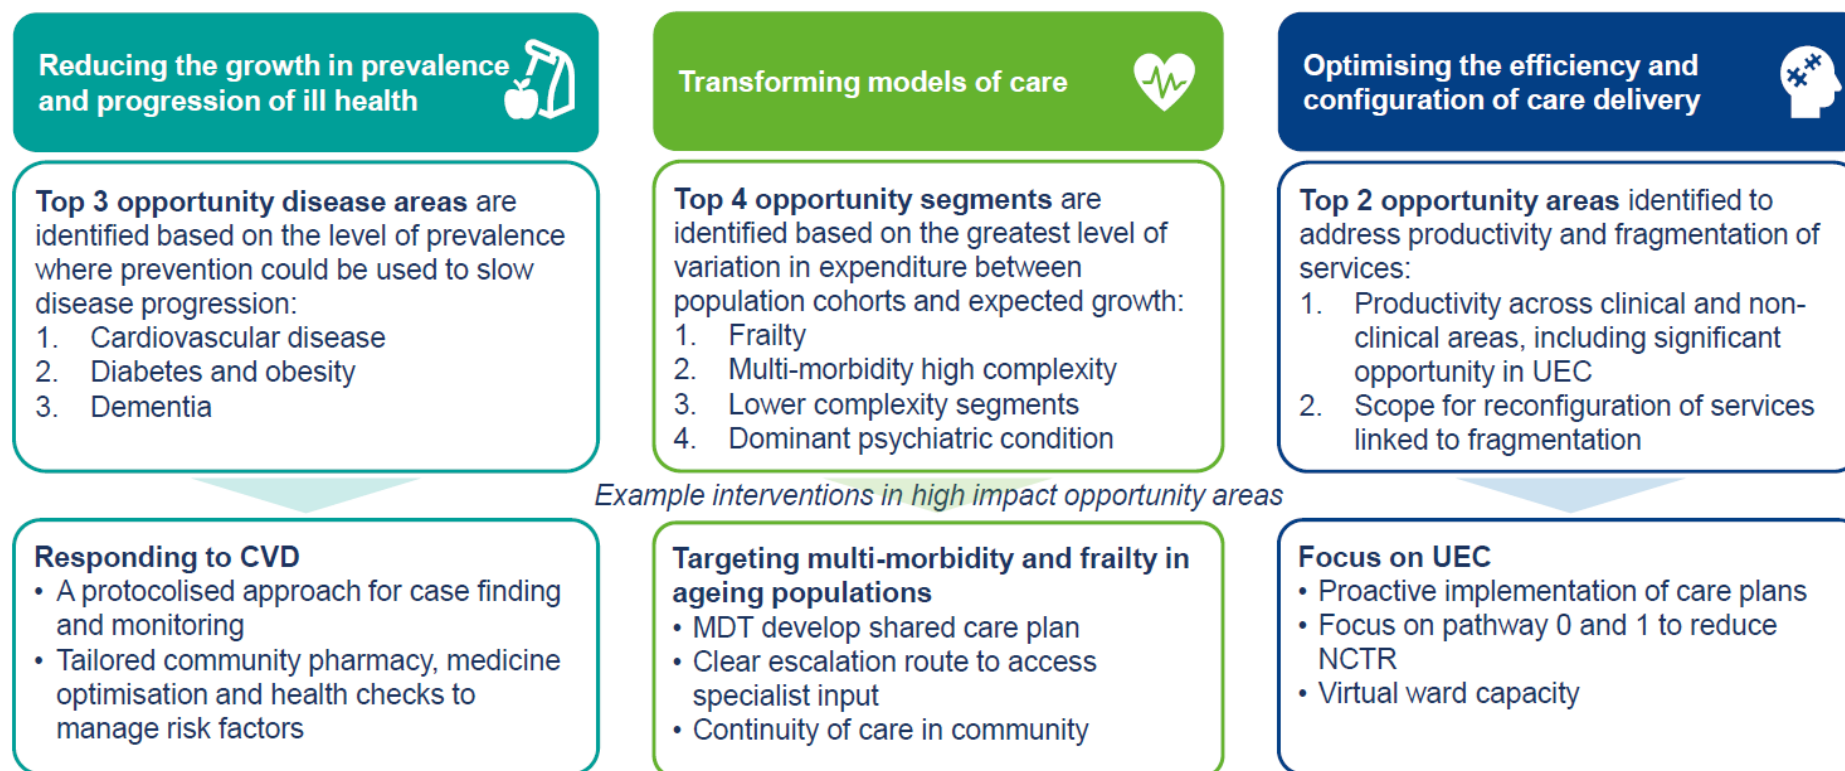 Reducing the growth in prevalence
and progression of ill health
Top 3 opportunity disease areas are
identified based on the level of prevalence
where prevention could be used to slow
disease progression:
1. Cardiovascular disease
2. Diabetes and obesity
3. Dementia
Transforming models of care
Top 4 opportunity segments are
identified based on the greatest level of
variation in expenditure between
population cohorts and expected growth:
1. Frailty
2. Multi-morbidity high complexity
3. Lower complexity segments
4. Dominant psychiatric condition
Optimising the efficiency and
configuration of care delivery
Top 2 opportunity areas identified to
address productivity and fragmentation of
services:
1. Productivity across clinical and non-
clinical areas, including significant
opportunity in UEC
2. Scope for reconfiguration of services
linked to fragmentation
Example interventions in high impact opportunity areas
Responding to CVD
• A protocolised approach for case finding
and monitoring
• Tailored community pharmacy, medicine
optimisation and health checks to
manage risk factors
Targeting multi-morbidity and frailty in
ageing populations
• MDT develop shared care plan
• Clear escalation route to access
specialist input
• Continuity of care in community
Focus on UEC
• Proactive implementation of care plans
• Focus on pathway 0 and 1 to reduce
NCTR
• Virtual ward capacity